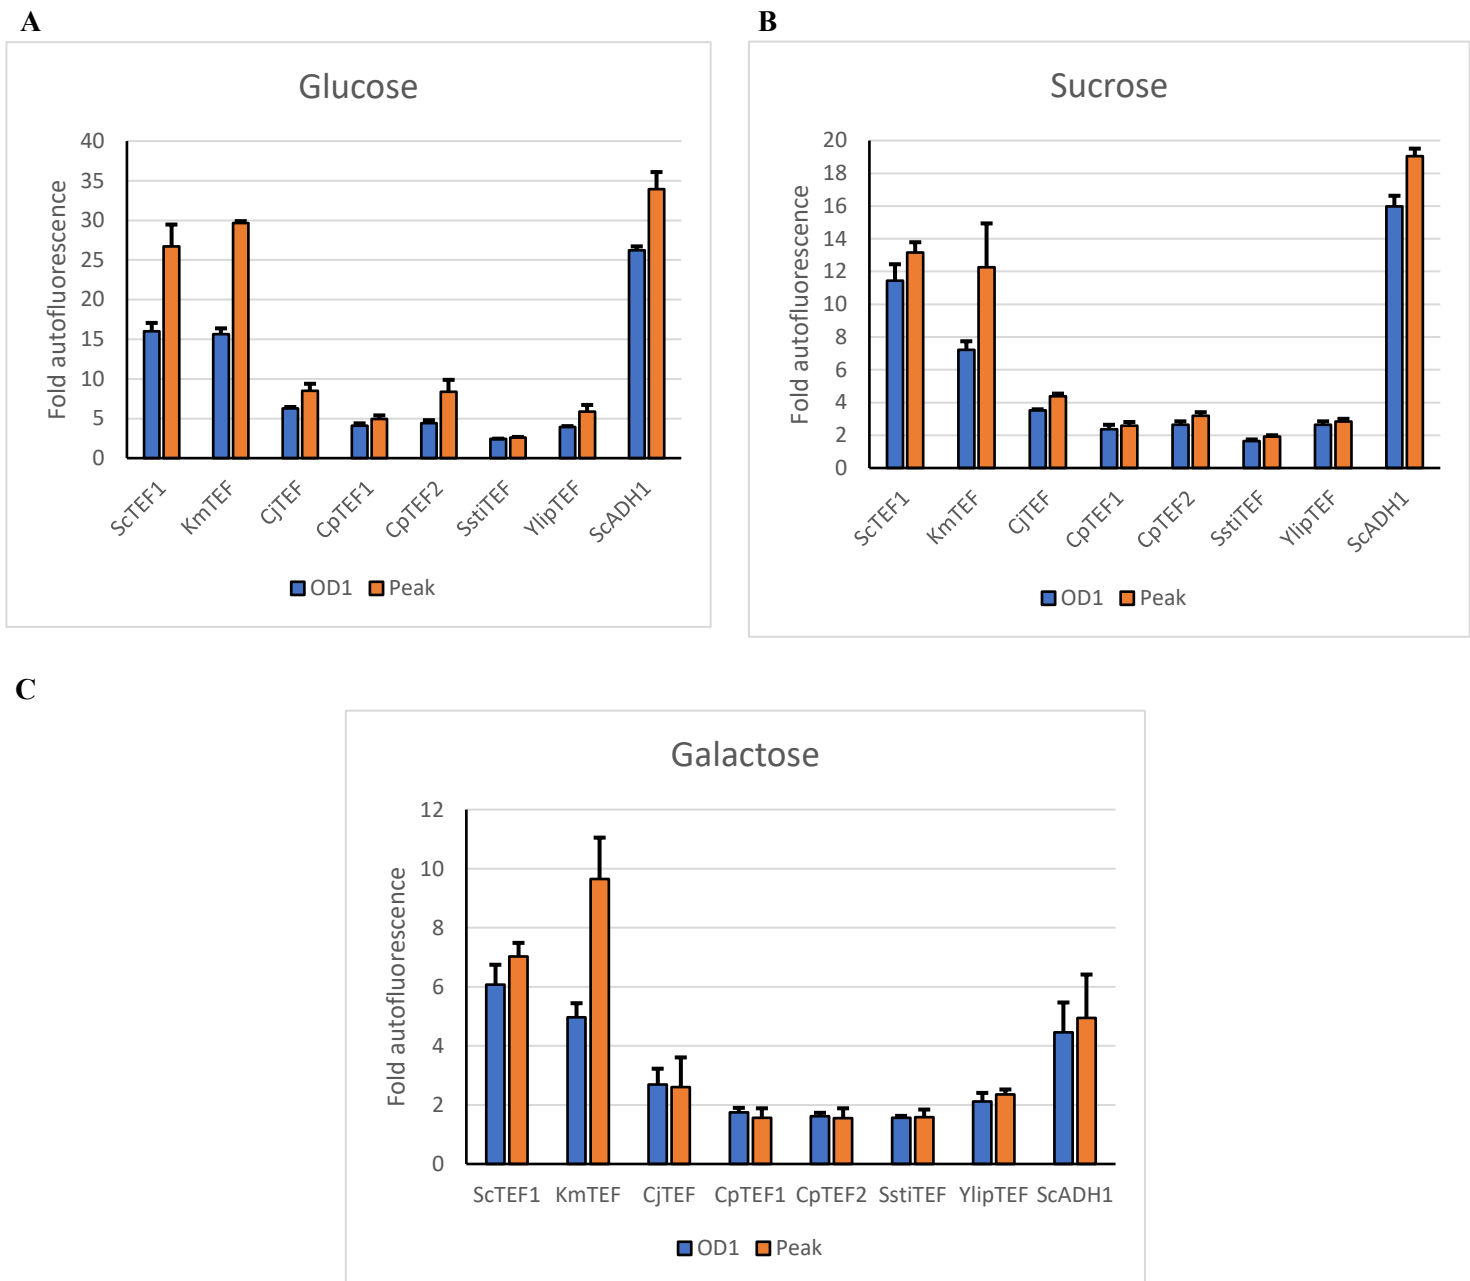 A
Glucose
Fold autofluorescence
40
35
30
25
20
15
10
5
0
ScTEF1 KmTEF CjTEF CpTEF1 CpTEF2 SstiTEF YlipTEF ScADH1
OD1 Peak
B
Sucrose
Fold autofluorescence
20
18
16
14
12
10
8
6
4
2
0
ScTEF1 KmTEF CjTEF CpTEF1 CpTEF2 SstiTEF YlipTEF ScADH1
OD1 Peak
C
Galactose
Fold autofluorescence
12
10
8
6
4
2
0
ScTEF1 KmTEF CjTEF CpTEF1 CpTEF2 SstiTEF YlipTEF ScADH1
OD1 Peak